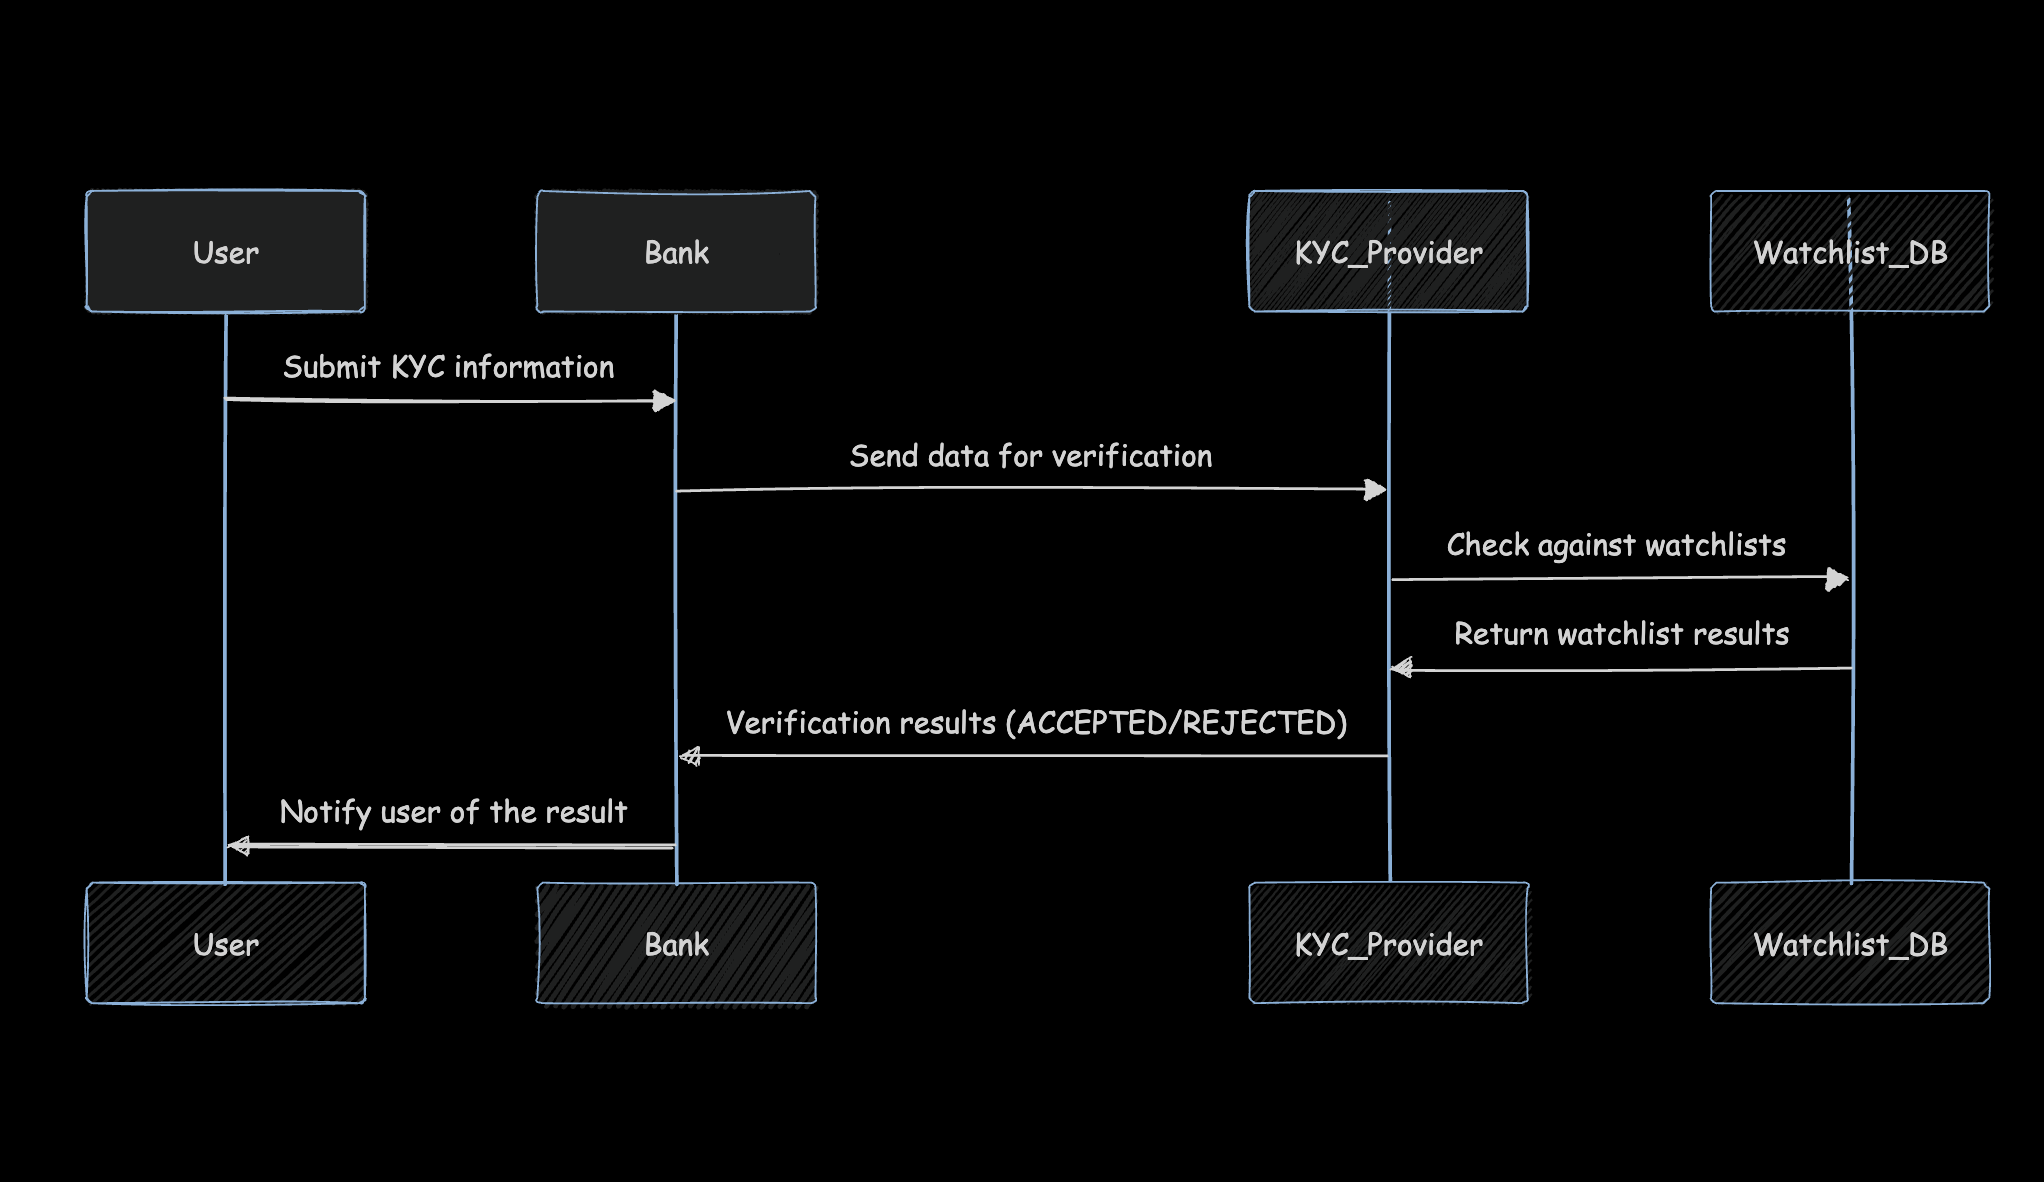 User
Bank
KYC_Provider
Watchlist_DB
Submit KYC information
Send data for verification
Check against watchlists
Return watchlist results
Verification results (ACCEPTED/REJECTED)
Notify user of the result
User
Bank
KYC_Provider
Watchlist_DB